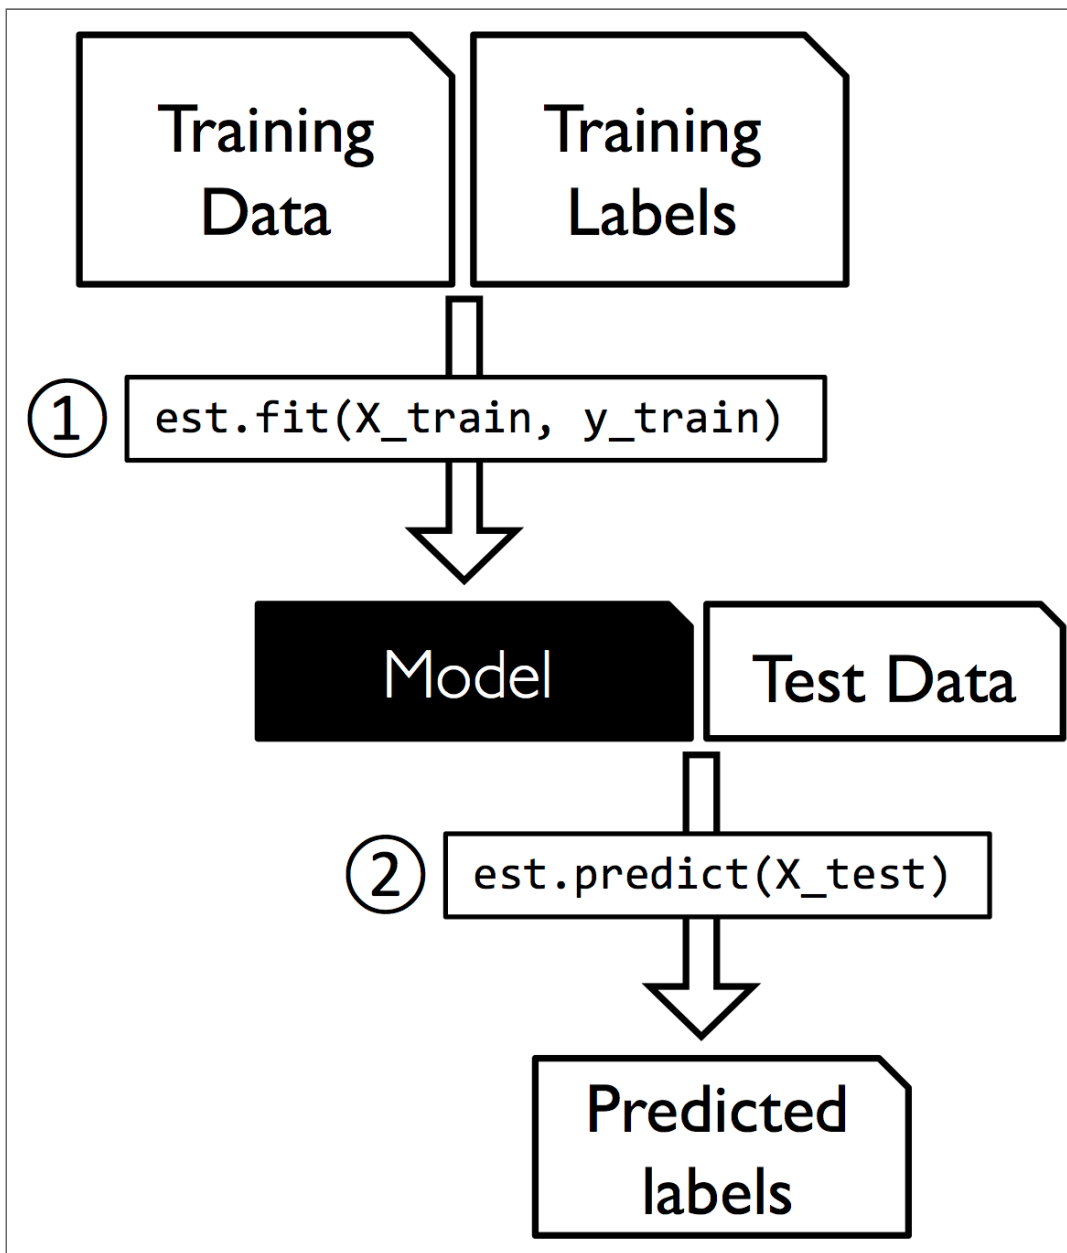 Training
Data
Training
Labels
1
est.fit(X_train, y_train)
Model
Test Data
2
est.predict(X_test)
Predicted
labels